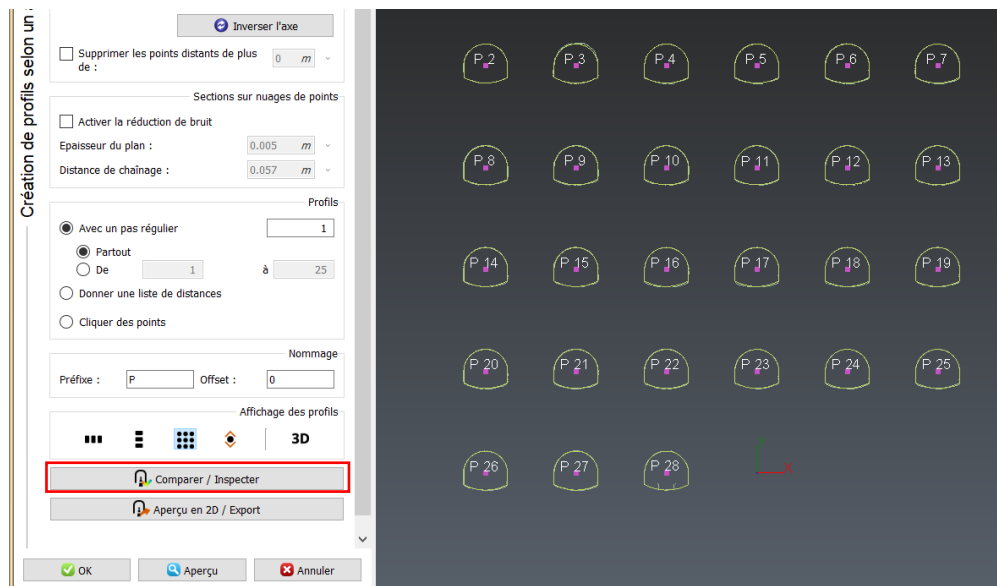 Création de profils selon un
Inverser l'axe
Supprimer les points distants de plus
de :
0 m
Sections sur nuages de points
Activer la réduction de bruit
Epaisseur du plan : 0.005 m
Distance de chaînage : 0.057 m
Profils
Avec un pas régulier 1
Partout
De 1 à 25
Donner une liste de distances
Cliquer des points
Nommage
Préfixe : P Offset : 0
Affichage des profils
3D
Comparer / Inspecter
Aperçu en 2D / Export
OK Aperçu Annuler
P 2 P 3 P 4 P 5 P 6 P 7
P 8 P 9 P 10 P 11 P 12 P 13
P 14 P 15 P 16 P 17 P 18 P 19
P 20 P 21 P 22 P 23 P 24 P 25
P 26 P 27 P 28
X